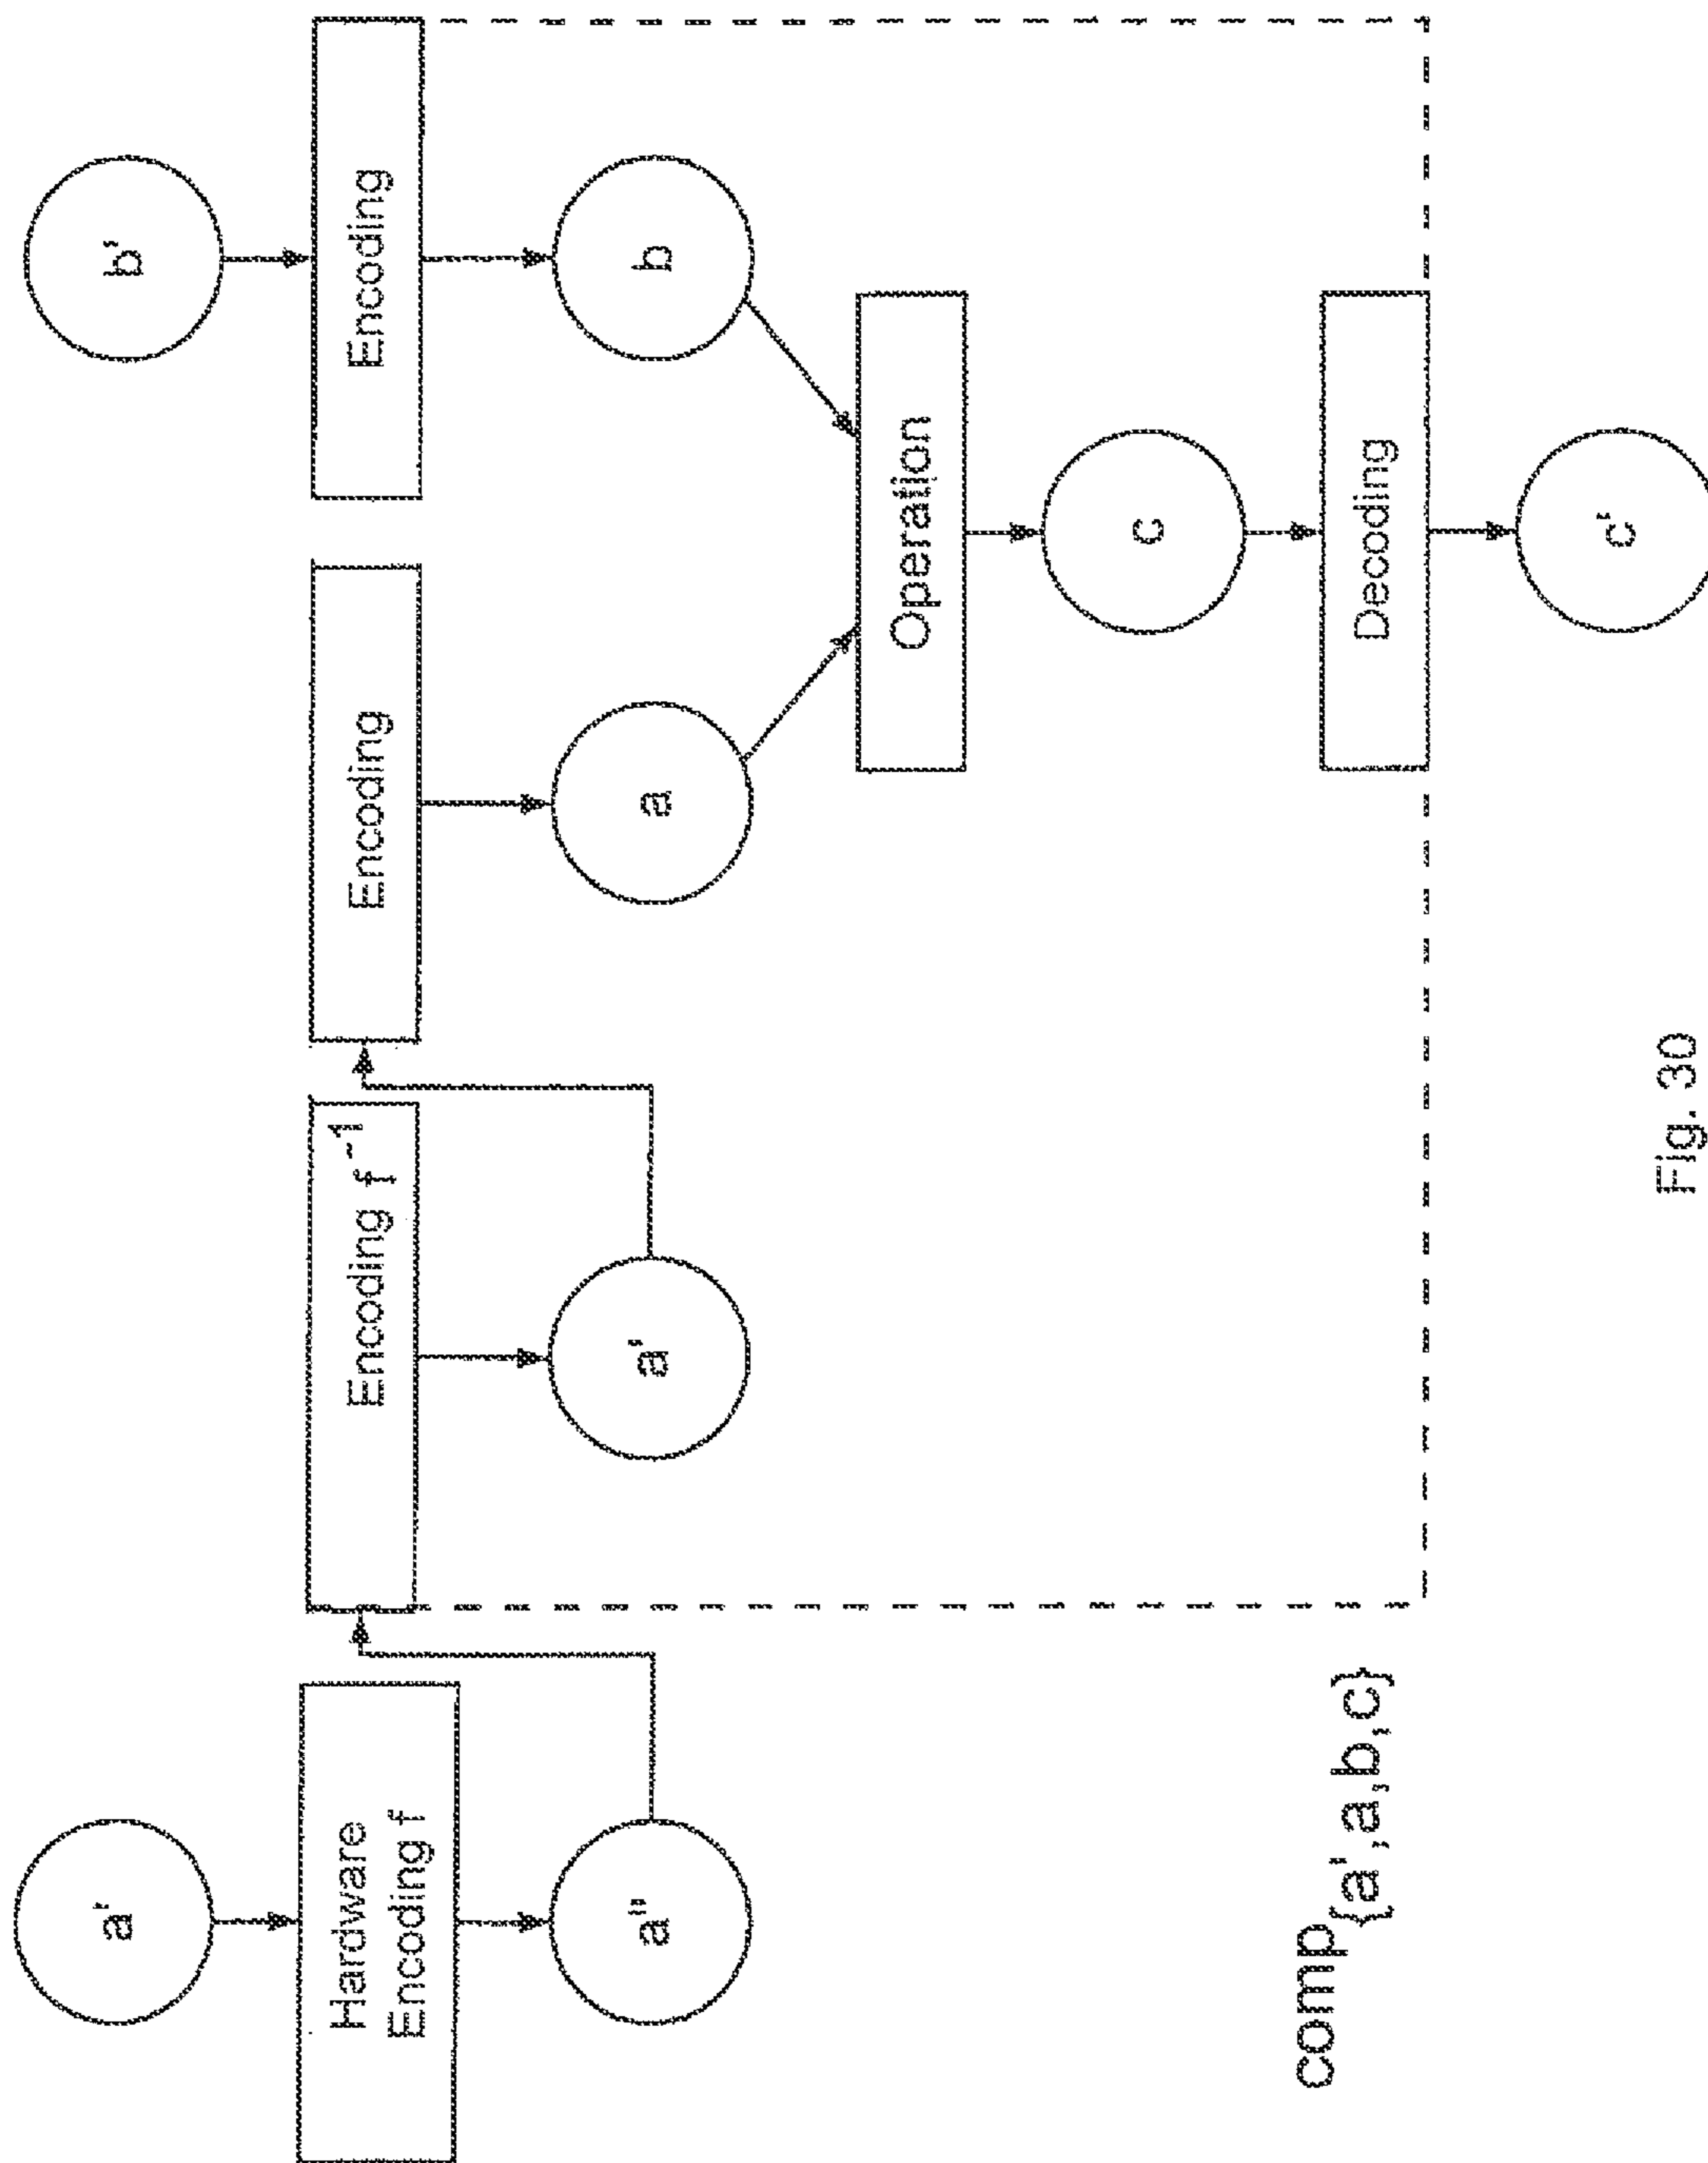 a'
b'
Hardware
Encoding f
Encoding f⁻¹
Encoding
Encoding
a"
a'
a
b
Operation
c
comp{a',a,b,c}
Decoding
c'
Fig. 30